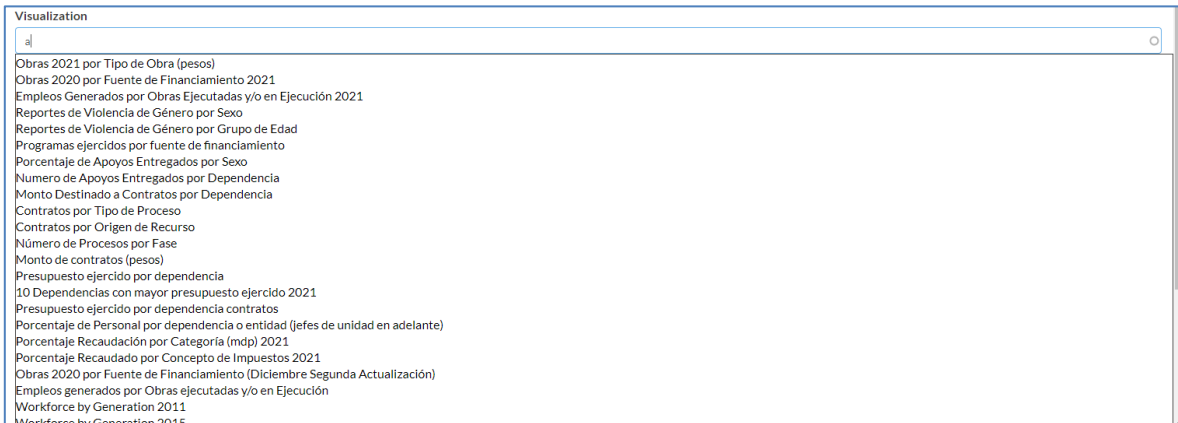 Visualization
a
Obras 2021 por Tipo de Obra (pesos)
Obras 2020 por Fuente de Financiamiento 2021
Empleos Generados por Obras Ejecutadas y/o en Ejecución 2021
Reportes de Violencia de Género por Sexo
Reportes de Violencia de Género por Grupo de Edad
Programas ejercidos por fuente de financiamiento
Porcentaje de Apoyos Entregados por Sexo
Numero de Apoyos Entregados por Dependencia
Monto Destinado a Contratos por Dependencia
Contratos por Tipo de Proceso
Contratos por Origen de Recurso
Número de Procesos por Fase
Monto de contratos (pesos)
Presupuesto ejercido por dependencia
10 Dependencias con mayor presupuesto ejercido 2021
Presupuesto ejercido por dependencia contratos
Porcentaje de Personal por dependencia o entidad (jefes de unidad en adelante)
Porcentaje Recaudación por Categoría (mdp) 2021
Porcentaje Recaudado por Concepto de Impuestos 2021
Obras 2020 por Fuente de Financiamiento (Diciembre Segunda Actualización)
Empleos generados por Obras ejecutadas y/o en Ejecución
Workforce by Generation 2011
Workforce by Generation 2015